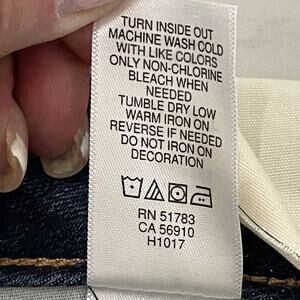 TURN INSIDE OUT
MACHINE WASH COLD
WITH LIKE COLORS
ONLY NON-CHLORINE
BLEACH WHEN
NEEDED
TUMBLE DRY LOW
WARM IRON ON
REVERSE IF NEEDED
DO NOT IRON ON
DECORATION
RN 51783
CA 56910
H1017